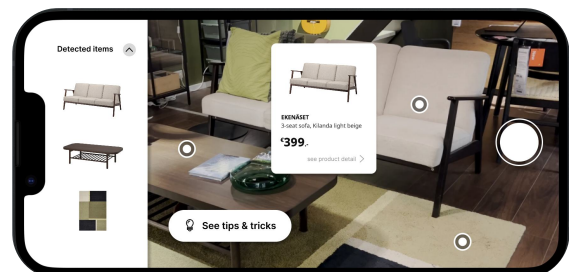 Detected items
EKENÄSET
3-seat sofa, Kilanda light beige
€399,-
see product detail
See tips & tricks